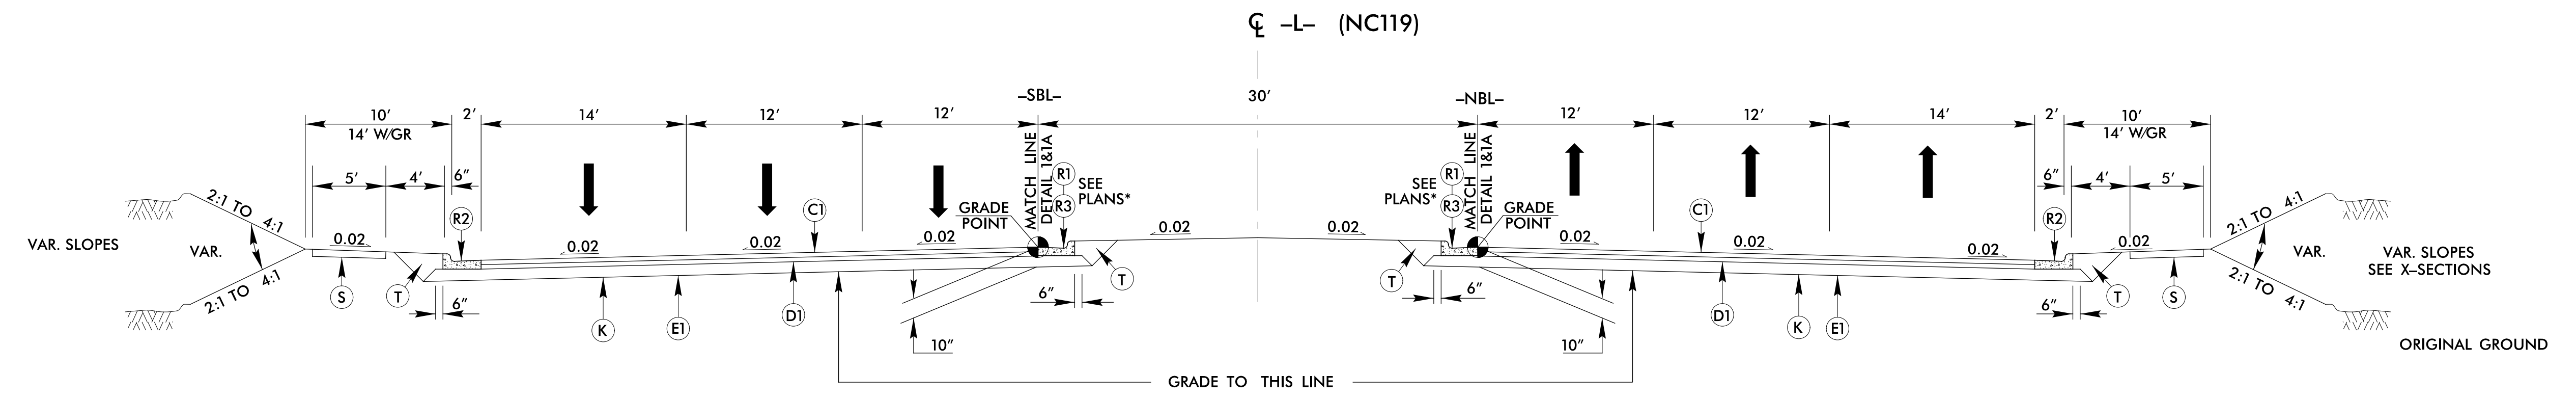 ℄ –L– (NC119)
–SBL–
30'
–NBL–
10'
2'
14'
12'
12'
12'
12'
14'
2'
10'
14' W/GR
14' W/GR
5'
4'
6"
6"
4'
5'
MATCH LINE
DETAIL 1&1A
R1
R3
SEE
PLANS*
SEE
PLANS*
R1
R3
MATCH LINE
DETAIL 1&1A
GRADE
POINT
GRADE
POINT
2:1 TO 4:1
R2
C1
C1
R2
2:1 TO 4:1
VAR. SLOPES
VAR.
0.02
0.02
0.02
0.02
0.02
0.02
0.02
0.02
0.02
0.02
VAR.
VAR. SLOPES
SEE X–SECTIONS
2:1 TO 4:1
S
T
6"
K
E1
D1
6"
T
T
6"
D1
K
E1
6"
T
S
2:1 TO 4:1
10"
10"
ORIGINAL GROUND
GRADE TO THIS LINE